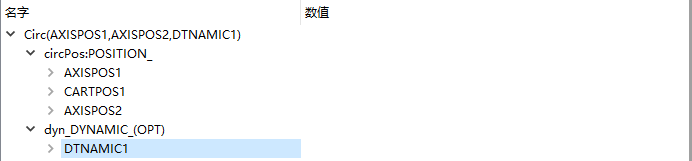 名字 数值
Circ(AXISPOS1,AXISPOS2,DTNAMIC1)
circPos:POSITION_
AXISPOS1
CARTPOS1
AXISPOS2
dyn_DYNAMIC_(OPT)
DTNAMIC1